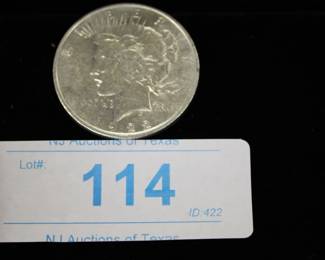 NJ Auctions of Texas
Lot#:
114
ID:422
NJ Auctions of Texas